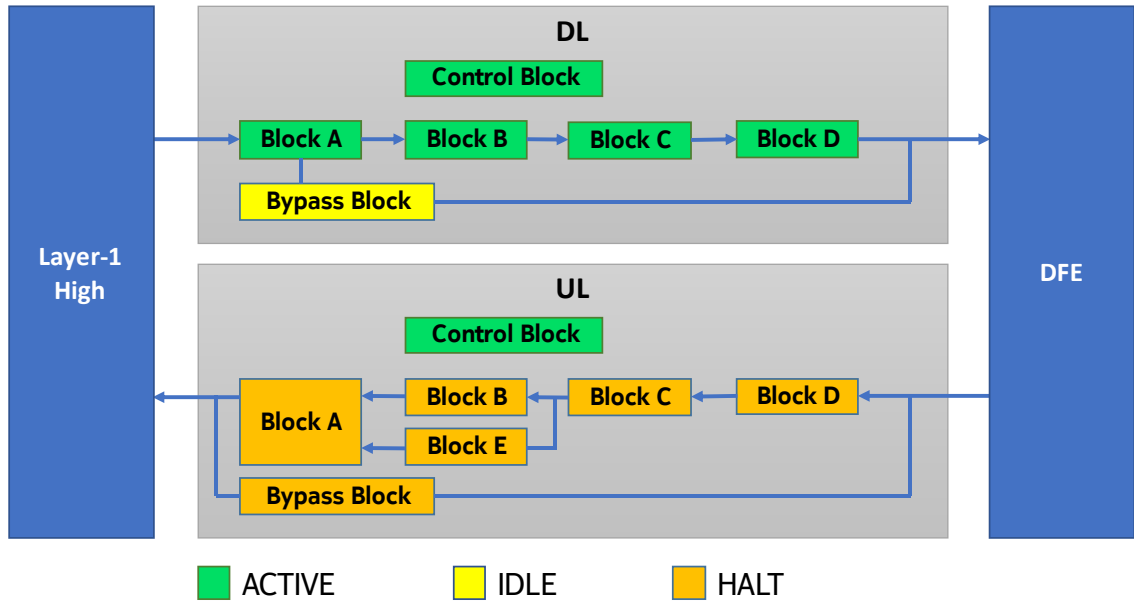 DL
Control Block
Block A
Block B
Block C
Block D
Bypass Block
Layer-1
High
DFE
UL
Control Block
Block A
Block B
Block C
Block D
Block E
Bypass Block
ACTIVE
IDLE
HALT